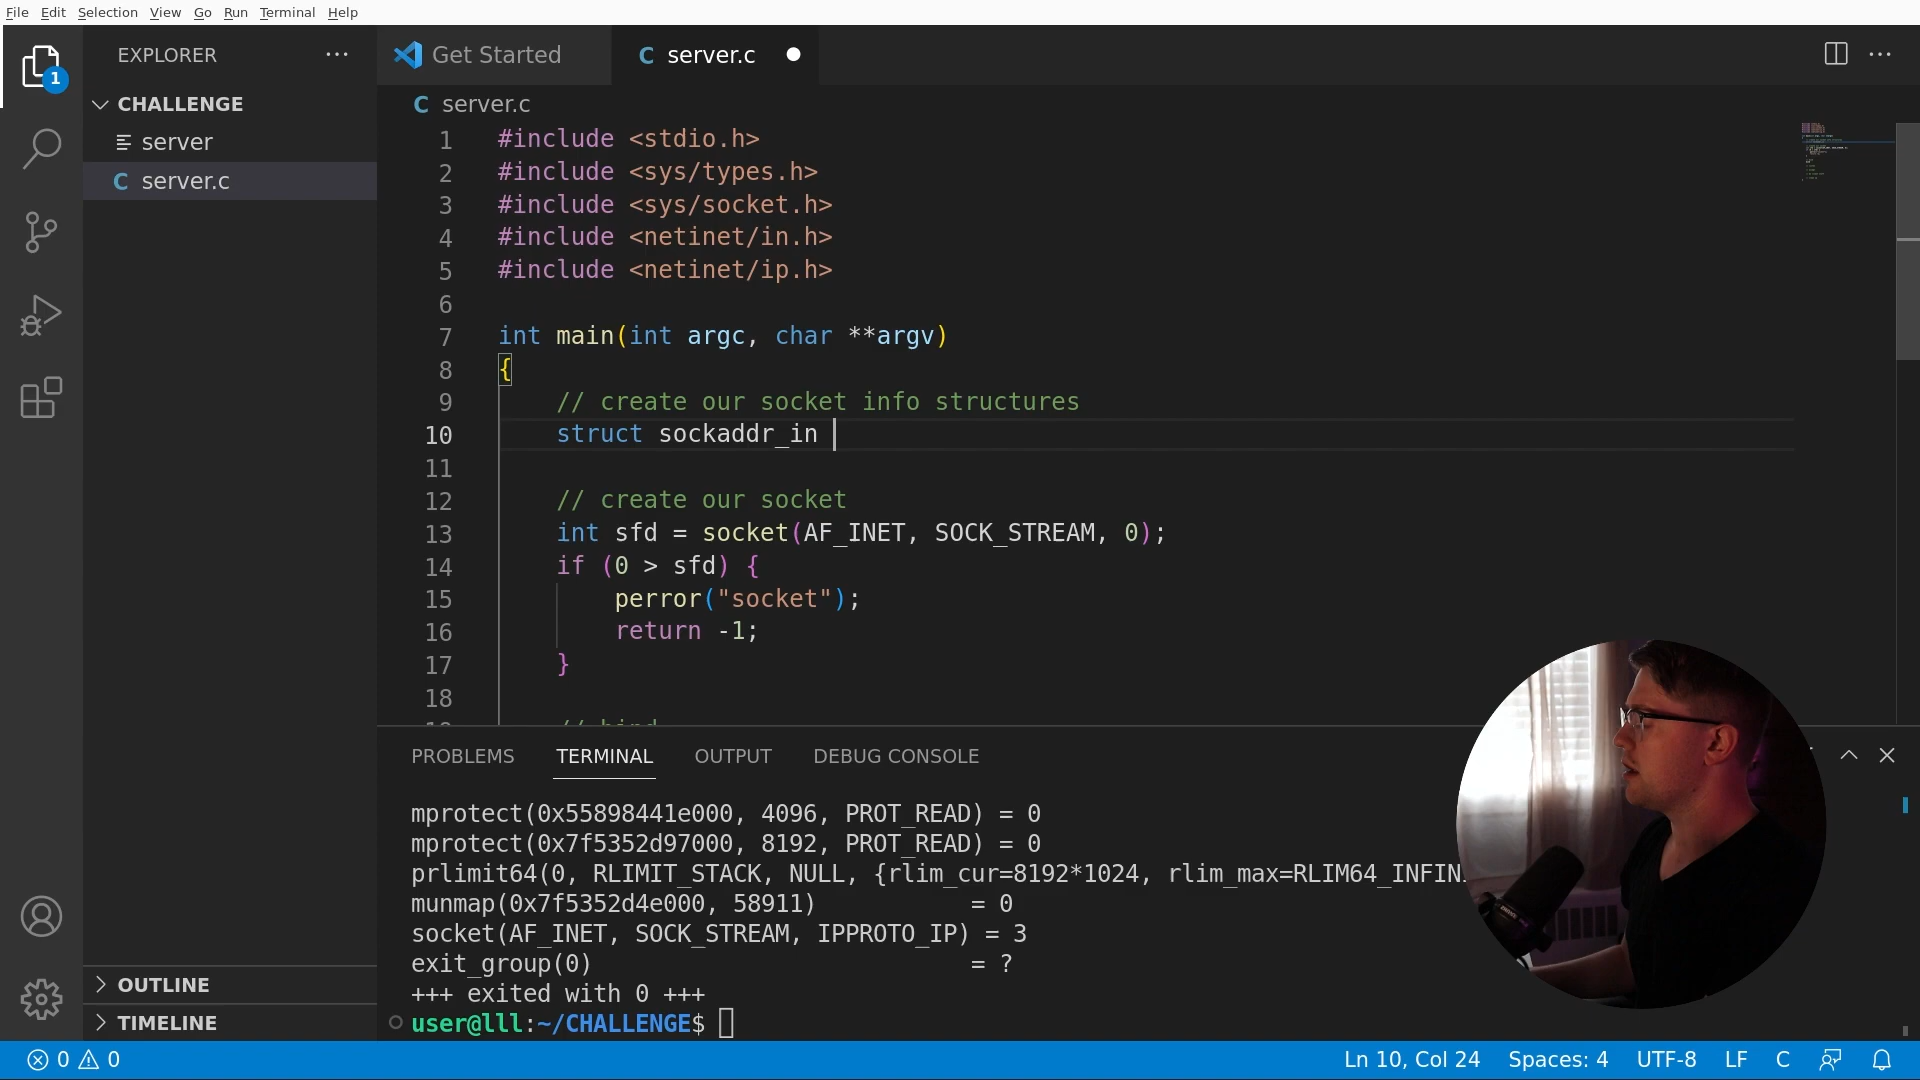 File Edit Selection View Go Run Terminal Help
1
EXPLORER
CHALLENGE
server
C server.c
OUTLINE
TIMELINE
Get Started
C server.c
C server.c
1 #include <stdio.h>
2 #include <sys/types.h>
3 #include <sys/socket.h>
4 #include <netinet/in.h>
5 #include <netinet/ip.h>
6
7 int main(int argc, char **argv)
8 {
9 // create our socket info structures
10 struct sockaddr_in
11
12 // create our socket
13 int sfd = socket(AF_INET, SOCK_STREAM, 0);
14 if (0 > sfd) {
15 perror("socket");
16 return -1;
17 }
18
PROBLEMS TERMINAL OUTPUT DEBUG CONSOLE
mprotect(0x55898441e000, 4096, PROT_READ) = 0
mprotect(0x7f5352d97000, 8192, PROT_READ) = 0
prlimit64(0, RLIMIT_STACK, NULL, {rlim_cur=8192*1024, rlim_max=RLIM64_INFIN
munmap(0x7f5352d4e000, 58911) = 0
socket(AF_INET, SOCK_STREAM, IPPROTO_IP) = 3
exit_group(0) = ?
+++ exited with 0 +++
user@lll:~/CHALLENGE$
0 0 Ln 10, Col 24 Spaces: 4 UTF-8 LF C